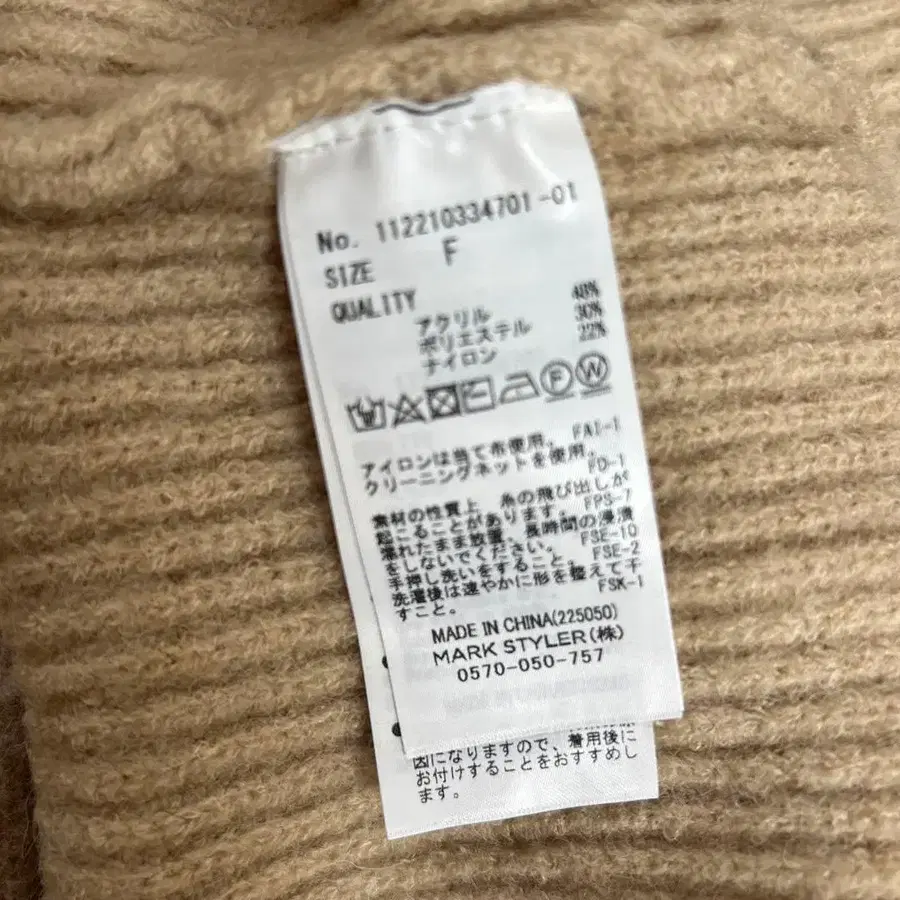 No. 112210334701-01
SIZE F
QUALITY
アクリル 48%
ポリエステル 30%
ナイロン 22%
F W
アイロンは当て布使用。 FAI-1
クリーニングネットを使用。 FD-1
素材の性質上、糸の飛び出しが
起こることがあります。 FPS-7
濡れたまま放置、長時間の浸漬
をしないでください。 FSE-10
手押し洗いをすること。 FSE-2
洗濯後は速やかに形を整えて干
すこと。 FSK-1
MADE IN CHINA(225050)
MARK STYLER(株)
0570-050-757
因になりますので、着用後に
お付けすることをおすすめし
ます。